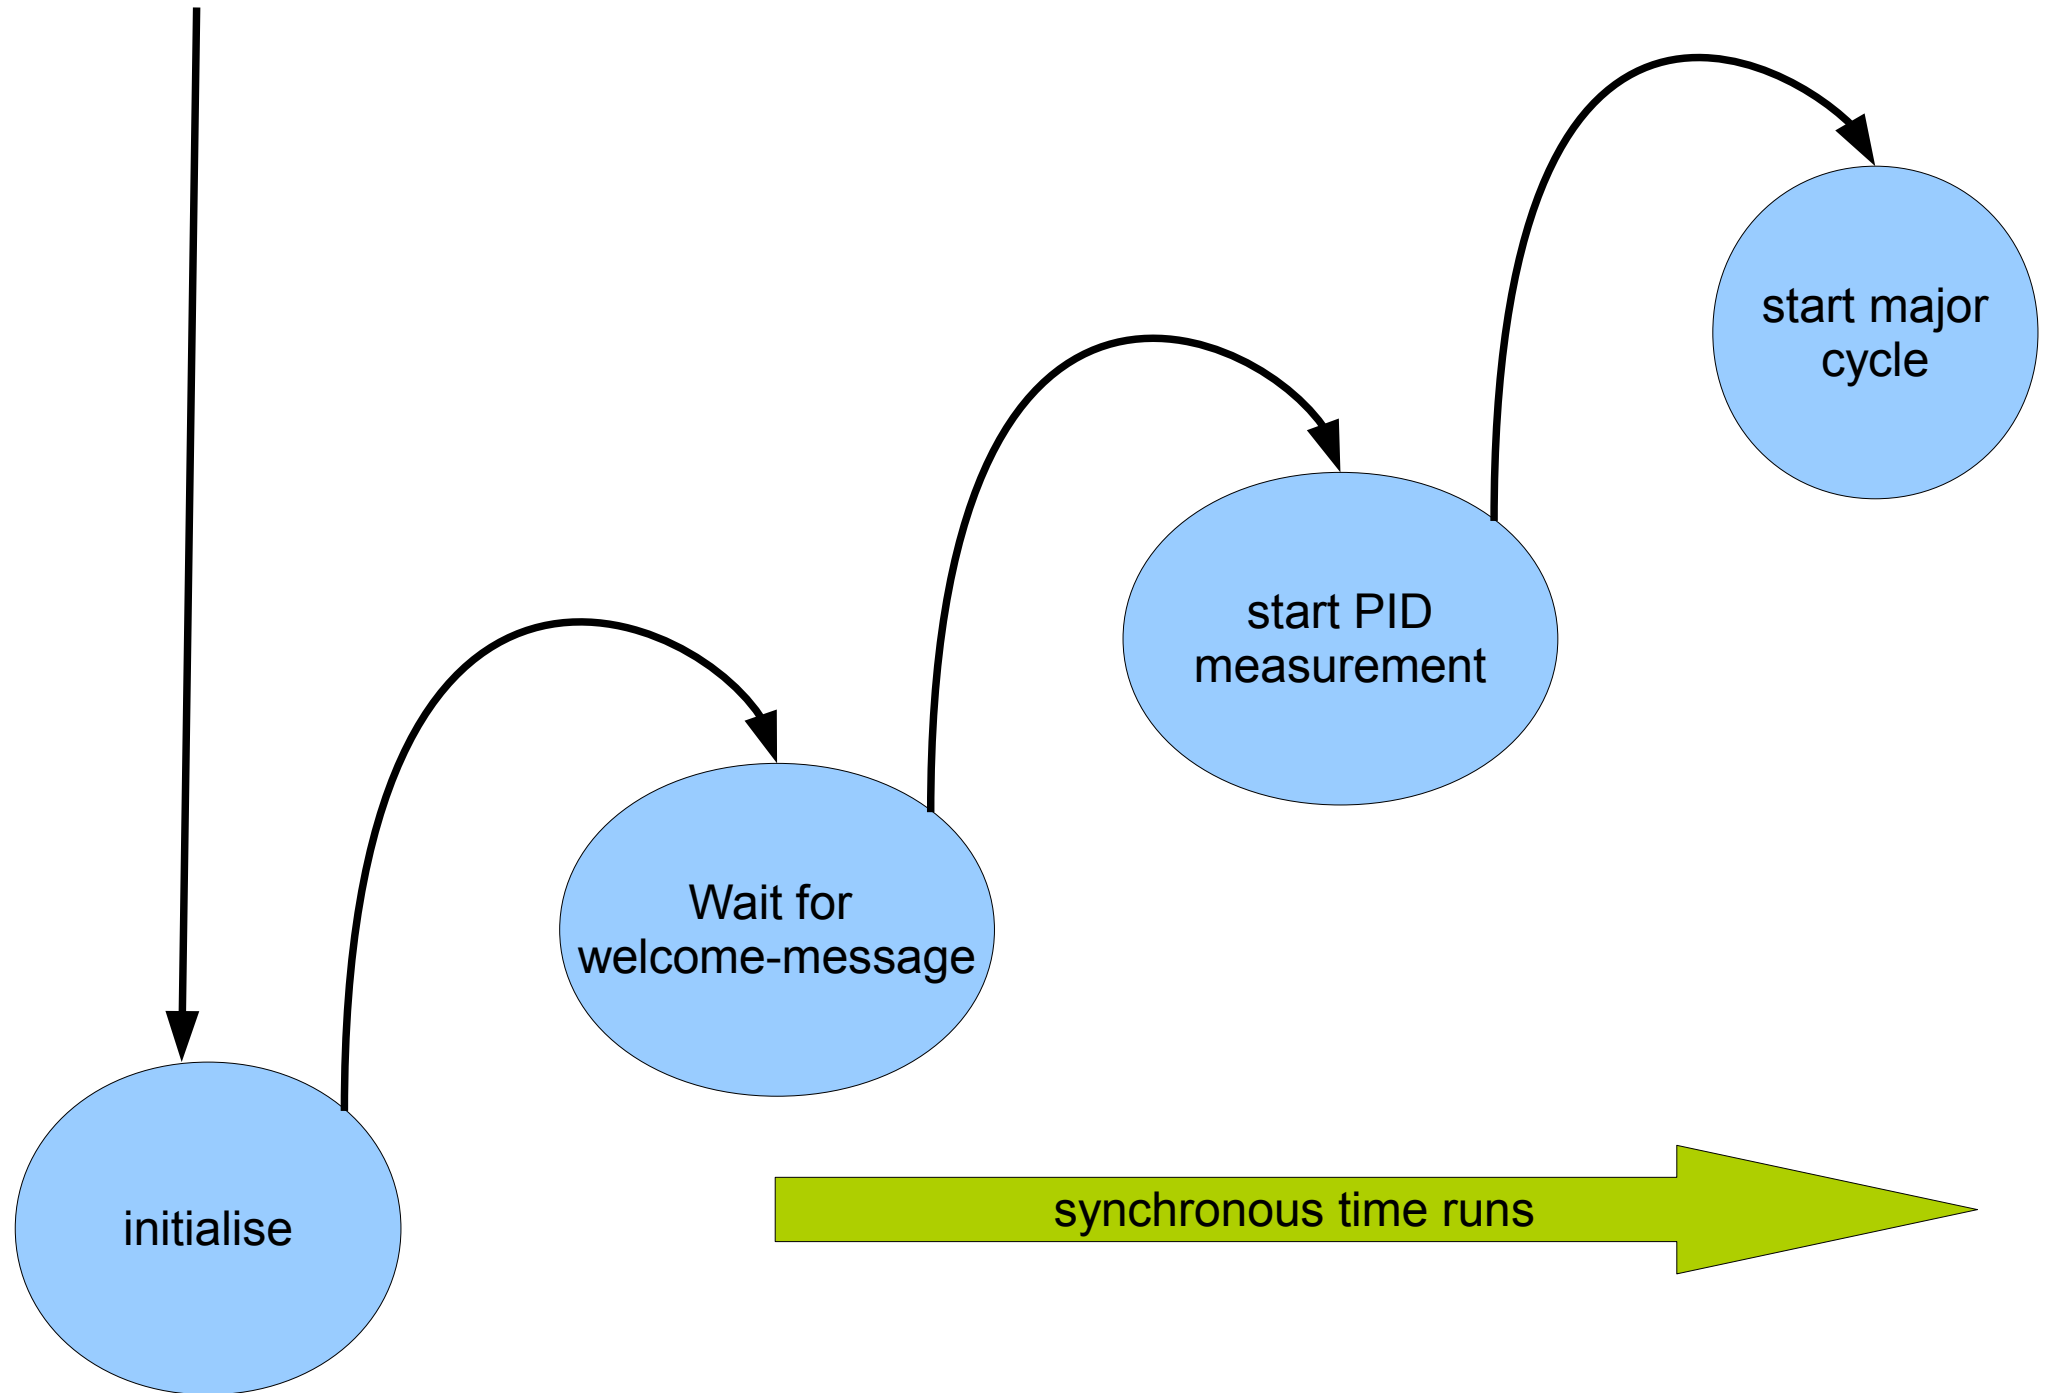 start major
cycle
start PID
measurement
Wait for
welcome-message
synchronous time runs
initialise